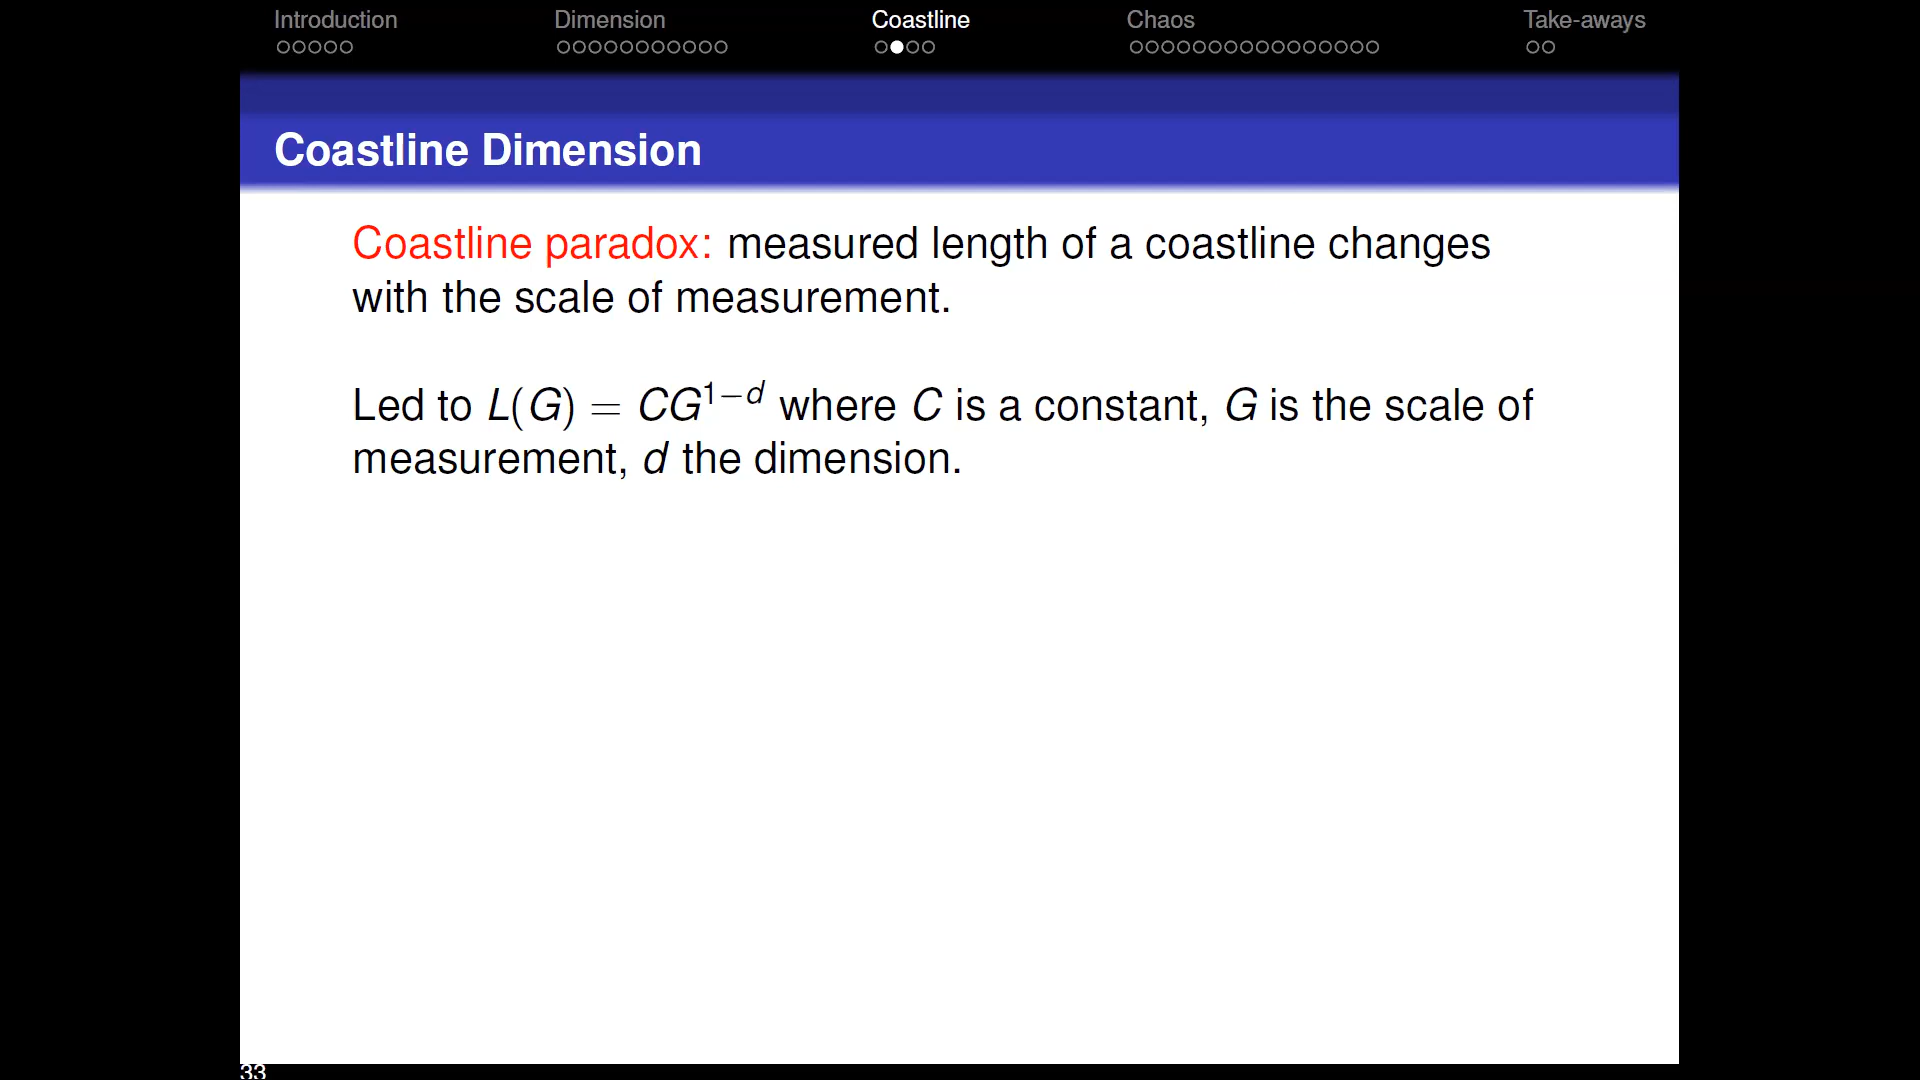 Introduction Dimension Coastline Chaos Take-aways
Coastline Dimension
Coastline paradox: measured length of a coastline changes
with the scale of measurement.
Led to L(G) = CG^{1−d} where C is a constant, G is the scale of
measurement, d the dimension.
33